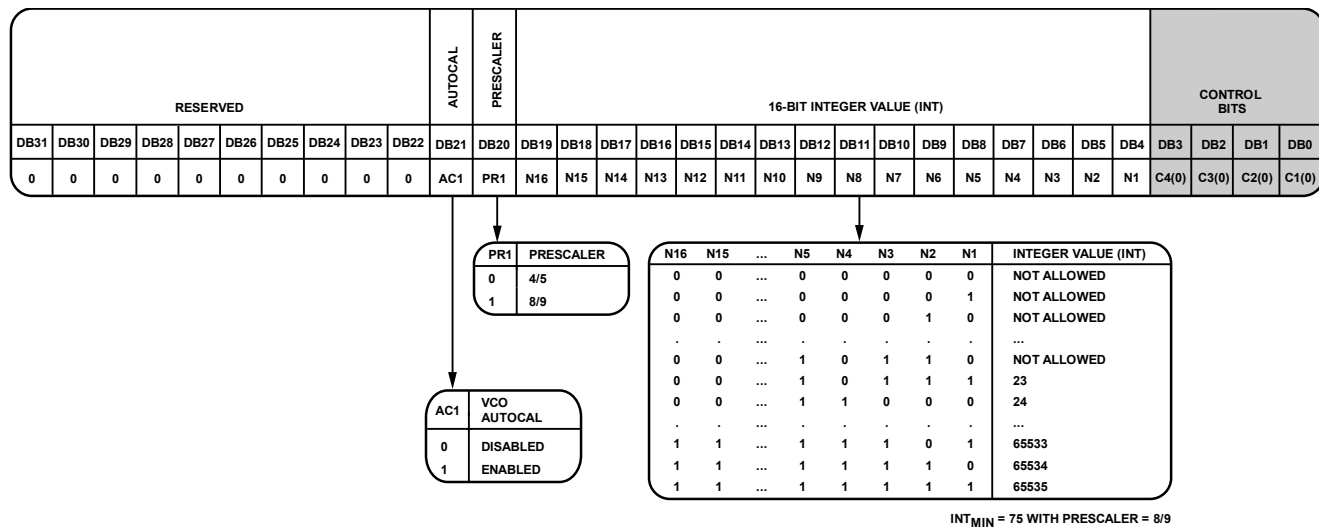 RESERVED AUTOCAL PRESCALER 16-BIT INTEGER VALUE (INT) CONTROL
BITS
DB31 DB30 DB29 DB28 DB27 DB26 DB25 DB24 DB23 DB22 DB21 DB20 DB19 DB18 DB17 DB16 DB15 DB14 DB13 DB12 DB11 DB10 DB9 DB8 DB7 DB6 DB5 DB4 DB3 DB2 DB1 DB0
0 0 0 0 0 0 0 0 0 0 AC1 PR1 N16 N15 N14 N13 N12 N11 N10 N9 N8 N7 N6 N5 N4 N3 N2 N1 C4(0) C3(0) C2(0) C1(0)
PR1 PRESCALER
0 4/5
1 8/9
AC1 VCO
AUTOCAL
0 DISABLED
1 ENABLED
N16 N15 ... N5 N4 N3 N2 N1 INTEGER VALUE (INT)
0 0 ... 0 0 0 0 0 NOT ALLOWED
0 0 ... 0 0 0 0 1 NOT ALLOWED
0 0 ... 0 0 0 1 0 NOT ALLOWED
. . ... . . . . . ...
0 0 ... 1 0 1 1 0 NOT ALLOWED
0 0 ... 1 0 1 1 1 23
0 0 ... 1 1 0 0 0 24
. . ... . . . . . ...
1 1 ... 1 1 1 0 1 65533
1 1 ... 1 1 1 1 0 65534
1 1 ... 1 1 1 1 1 65535
INTMIN = 75 WITH PRESCALER = 8/9